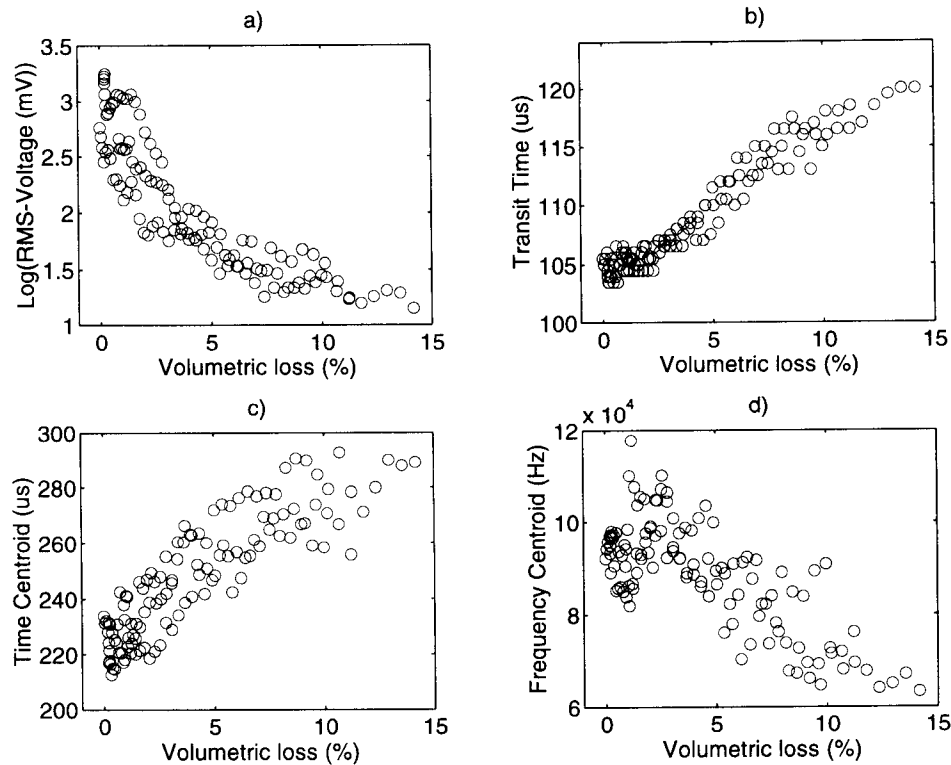 a)
3.5
3
2.5
2
1.5
1
Log(RMS-Voltage (mV))
0 5 10 15
Volumetric loss (%)
b)
120
115
110
105
100
Transit Time (us)
0 5 10 15
Volumetric loss (%)
c)
300
280
260
240
220
200
Time Centroid (us)
0 5 10 15
Volumetric loss (%)
d)
x 10^4
12
10
8
6
Frequency Centroid (Hz)
0 5 10 15
Volumetric loss (%)